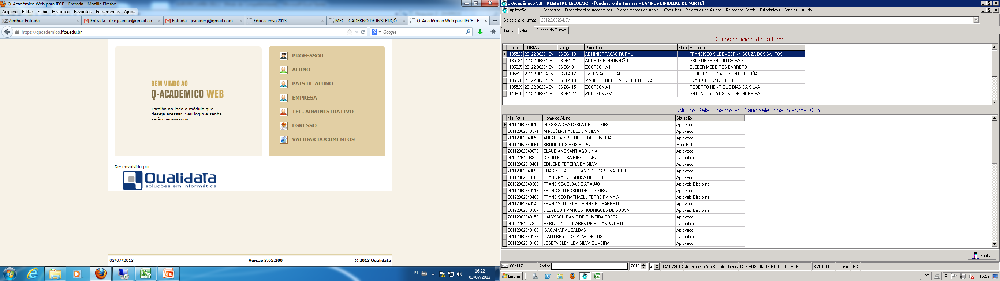 Q-Acadêmico Web para IFCE - Entrada - Mozilla Firefox
Arquivo Editar Exibir Histórico Favoritos Ferramentas Ajuda
Zimbra: Entrada
Entrada - ifce.jeanine@gmail.co...
Entrada - jeaninecj@gmail.com ...
Educacenso 2013
MEC - CADERNO DE INSTRUÇÕ...
Q-Acadêmico Web para IFCE - E...
https://qacademico.ifce.edu.br
Google
BEM VINDO AO
Q-ACADEMICO WEB
Escolha ao lado o módulo que
deseja acessar. Seu login e senha
serão necessários.
PROFESSOR
ALUNO
PAIS DE ALUNO
EMPRESA
TÉC. ADMINISTRATIVO
EGRESSO
VALIDAR DOCUMENTOS
Desenvolvido por
Qualidata
soluções em informática
03/07/2013 Versão 3.65.300 © 2013 Qualidata
PT 16:22
03/07/2013
Q-Acadêmico 3.0 <REGISTRO ESCOLAR> - [Cadastro de Turmas - CAMPUS LIMOEIRO DO NORTE]
Aplicação Cadastros Procedimentos Acadêmicos Procedimentos de Apoio Consultas Relatórios de Alunos Relatórios Gerais Estatísticas Janelas Ajuda
Selecione a turma: 20122.06264.3V
Turmas Alunos Diários da Turma
Diários relacionados a turma
Diário TURMA Código Disciplina Bloco Professor
135523 20122.06264.3V 06.264.19 ADMINISTRAÇÃO RURAL FRANCISCO SILDEMBERNY SOUZA DOS SANTOS
135524 20122.06264.3V 06.264.21 ADUBOS E ADUBAÇÃO ARILENE FRANKLIN CHAVES
135525 20122.06264.3V 06.264.8 ZOOTECNIA II CLEBER MEDEIROS BARRETO
135527 20122.06264.3V 06.264.17 EXTENSÃO RURAL CLEILSON DO NASCIMENTO UCHÔA
135528 20122.06264.3V 06.264.18 MANEJO CULTURAL DE FRUTEIRAS EVANDO LUIZ COELHO
135529 20122.06264.3V 06.264.15 ZOOTECNIA III ROBERTO HENRIQUE DIAS DA SILVA
140875 20122.06264.3V 06.264.22 ZOOTECNIA V ANTONIO GLAYDSON LIMA MOREIRA
Alunos Relacionados ao Diário selecionado acima (035)
Matrícula Nome do Aluno Situação
20112062640010 ALESSANDRA CARLA DE OLIVEIRA Aprovado
20112062640371 ANA CÉLIA RABELO DA SILVA Aprovado
20112062640053 ARLAN JAMES FREIRE DE OLIVEIRA Aprovado
20112062640061 BRUNO DOS REIS SILVA Rep. Falta
20112062640070 CLAUDIANE SANTIAGO LIMA Aprovado
201022640089 DIEGO MOURA GIRAO LIMA Cancelado
20112062640401 EDILENE PEREIRA DA SILVA Aprovado
20112062640096 ERASMO CARLOS CANDIDO DA SILVA JUNIOR Aprovado
20112062640100 FRANCINALDO SOUSA RIBEIRO Aprovado
20122062640360 FRANCISCA ELBA DE ARAÚJO Aproveit. Disciplina
20112062640118 FRANCISCO EDSON DE OLIVEIRA Aprovado
20122062640409 FRANCISCO RAPHAELL FERREIRA MAIA Aproveit. Disciplina
20112062640142 FRANCISCO TELMO PINHEIRO BARRETO Aprovado
20122062640387 GLEYDSON MARCOS RODRIGUES DE SOUSA Aproveit. Disciplina
20112062640150 HALYSSON RANIE DE OLIVEIRA COSTA Aprovado
201022640178 HERCULINO COLARES DE HOLANDA NETO Cancelado
20112062640169 ISAC AMARAL CALDAS Aprovado
20112062640177 ITALO REGIO DE PAIVA MATOS Cancelado
20112062640185 JOSEFA ELENILDA SILVA OLIVEIRA Aprovado
Fechar
00/117 Atalho: 2012 2 03/07/2013 Jeanine Valérie Barreto Oliveira CAMPUS LIMOEIRO DO NORTE 3.70.000 Trans BD
Iniciar PT 16:22